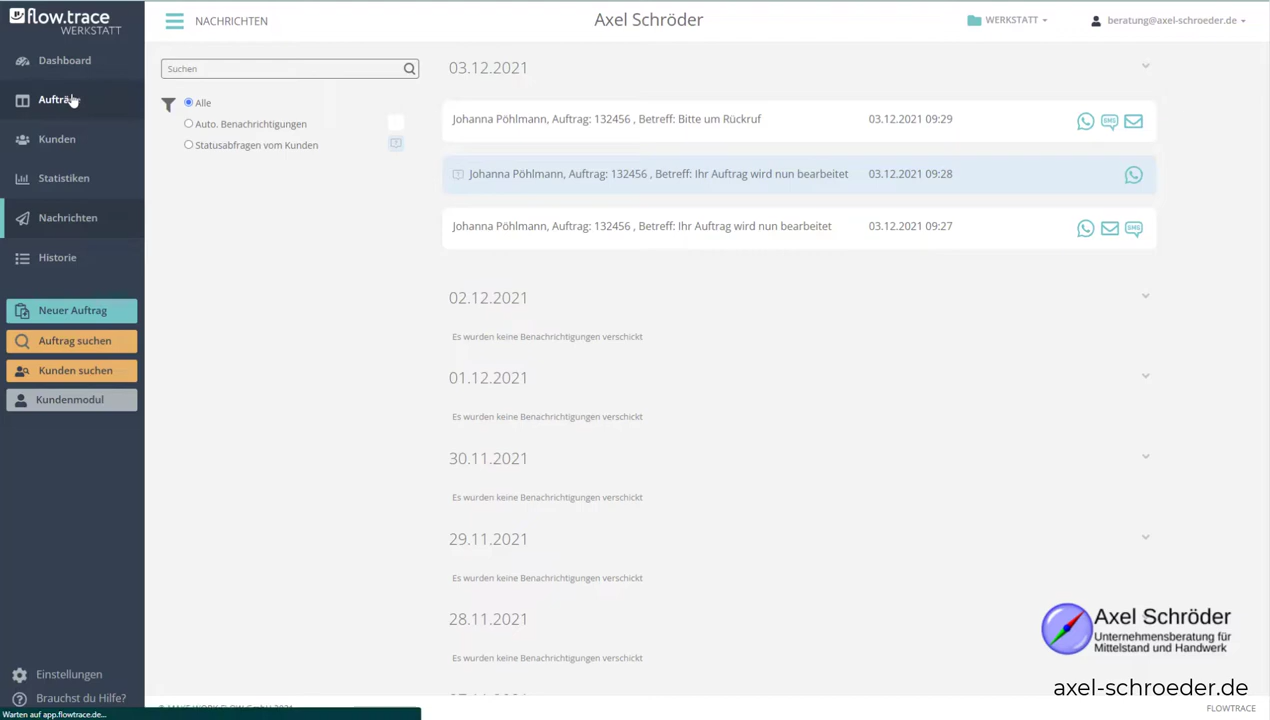 flow.trace
WERKSTATT
NACHRICHTEN
Axel Schröder
WERKSTATT
beratung@axel-schroeder.de
Dashboard
Kunden
Statistiken
Nachrichten
Historie
Neuer Auftrag
Auftrag suchen
Kunden suchen
Kundenmodul
Einstellungen
Brauchst du Hilfe?
Warten auf app.flowtrace.de...
Suchen
Alle
Auto. Benachrichtigungen
Statusabfragen vom Kunden
03.12.2021
Johanna Pöhlmann, Auftrag: 132456 , Betreff: Bitte um Rückruf 03.12.2021 09:29
SMS
Johanna Pöhlmann, Auftrag: 132456 , Betreff: Ihr Auftrag wird nun bearbeitet 03.12.2021 09:28
Johanna Pöhlmann, Auftrag: 132456 , Betreff: Ihr Auftrag wird nun bearbeitet 03.12.2021 09:27
SMS
02.12.2021
Es wurden keine Benachrichtigungen verschickt
01.12.2021
Es wurden keine Benachrichtigungen verschickt
30.11.2021
Es wurden keine Benachrichtigungen verschickt
29.11.2021
Es wurden keine Benachrichtigungen verschickt
28.11.2021
Es wurden keine Benachrichtigungen verschickt
Axel Schröder
Unternehmensberatung für
Mittelstand und Handwerk
axel-schroeder.de
FLOWTRACE